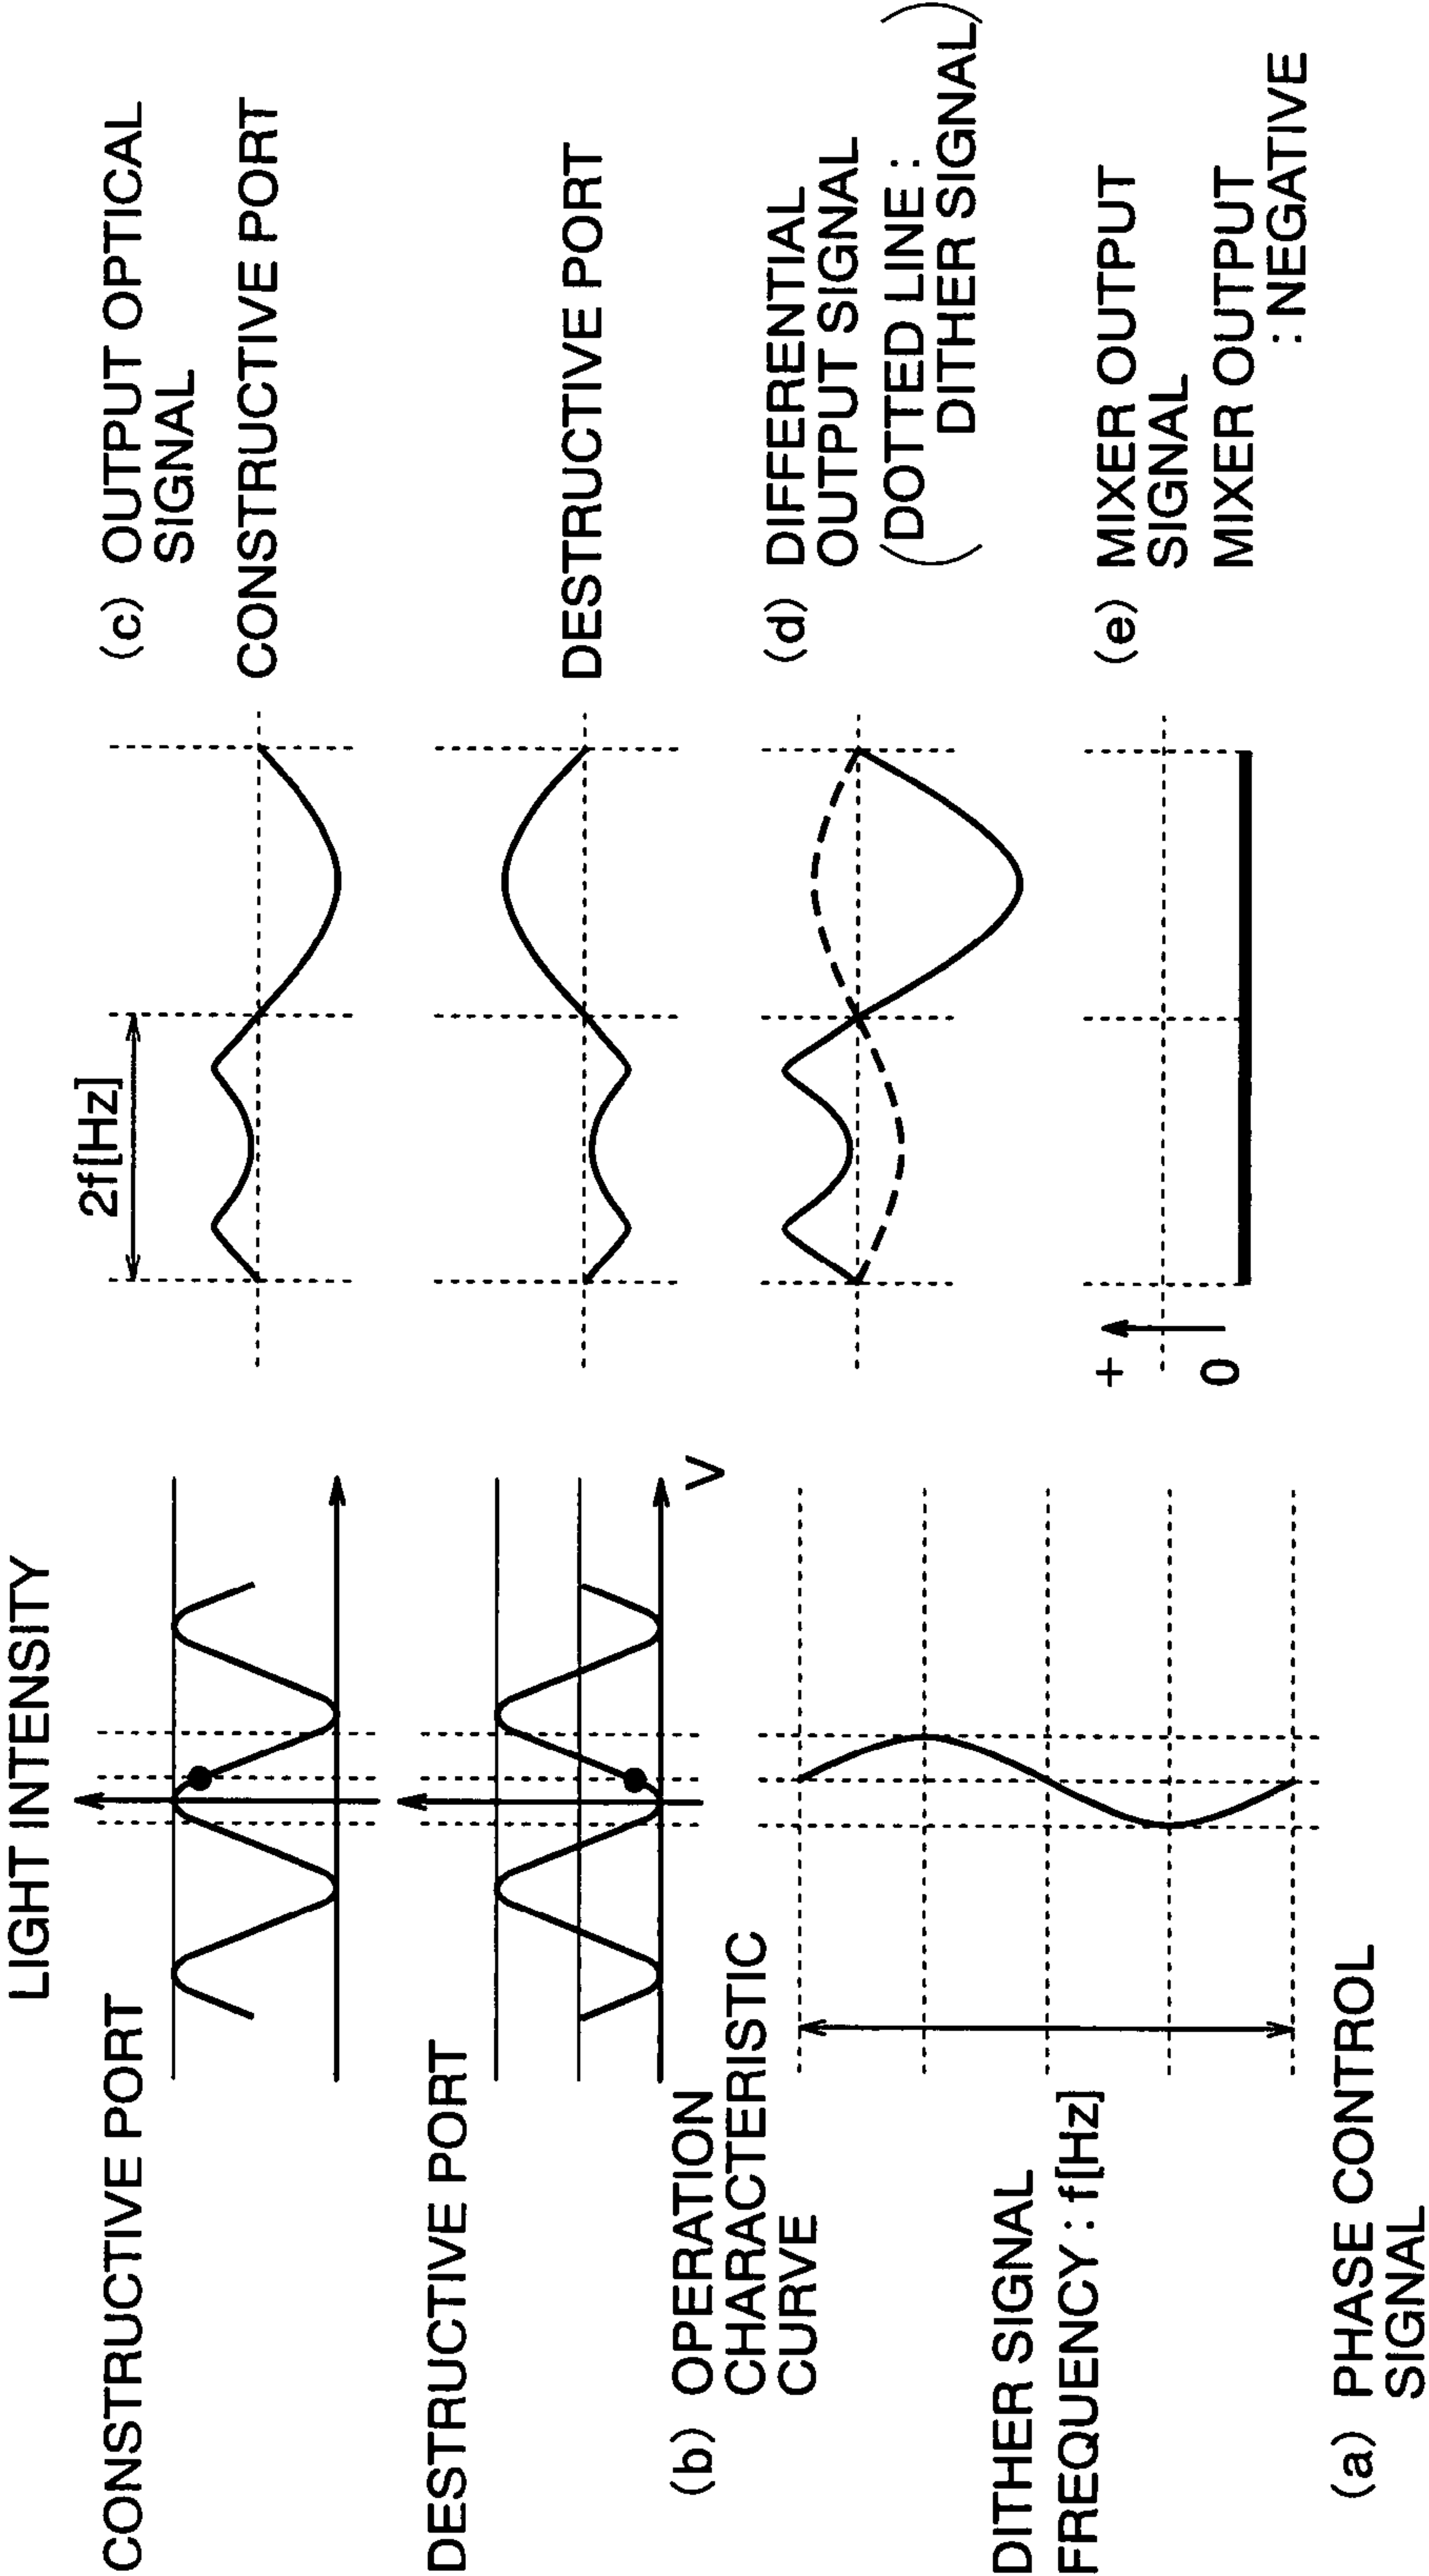 LIGHT INTENSITY
CONSTRUCTIVE PORT
DESTRUCTIVE PORT
V
(b) OPERATION
CHARACTERISTIC
CURVE
DITHER SIGNAL
FREQUENCY : f[Hz]
(a) PHASE CONTROL
SIGNAL
2f[Hz]
(c) OUTPUT OPTICAL
SIGNAL
CONSTRUCTIVE PORT
DESTRUCTIVE PORT
(d) DIFFERENTIAL
OUTPUT SIGNAL
(DOTTED LINE :
DITHER SIGNAL)
+
0
(e) MIXER OUTPUT
SIGNAL
MIXER OUTPUT
: NEGATIVE